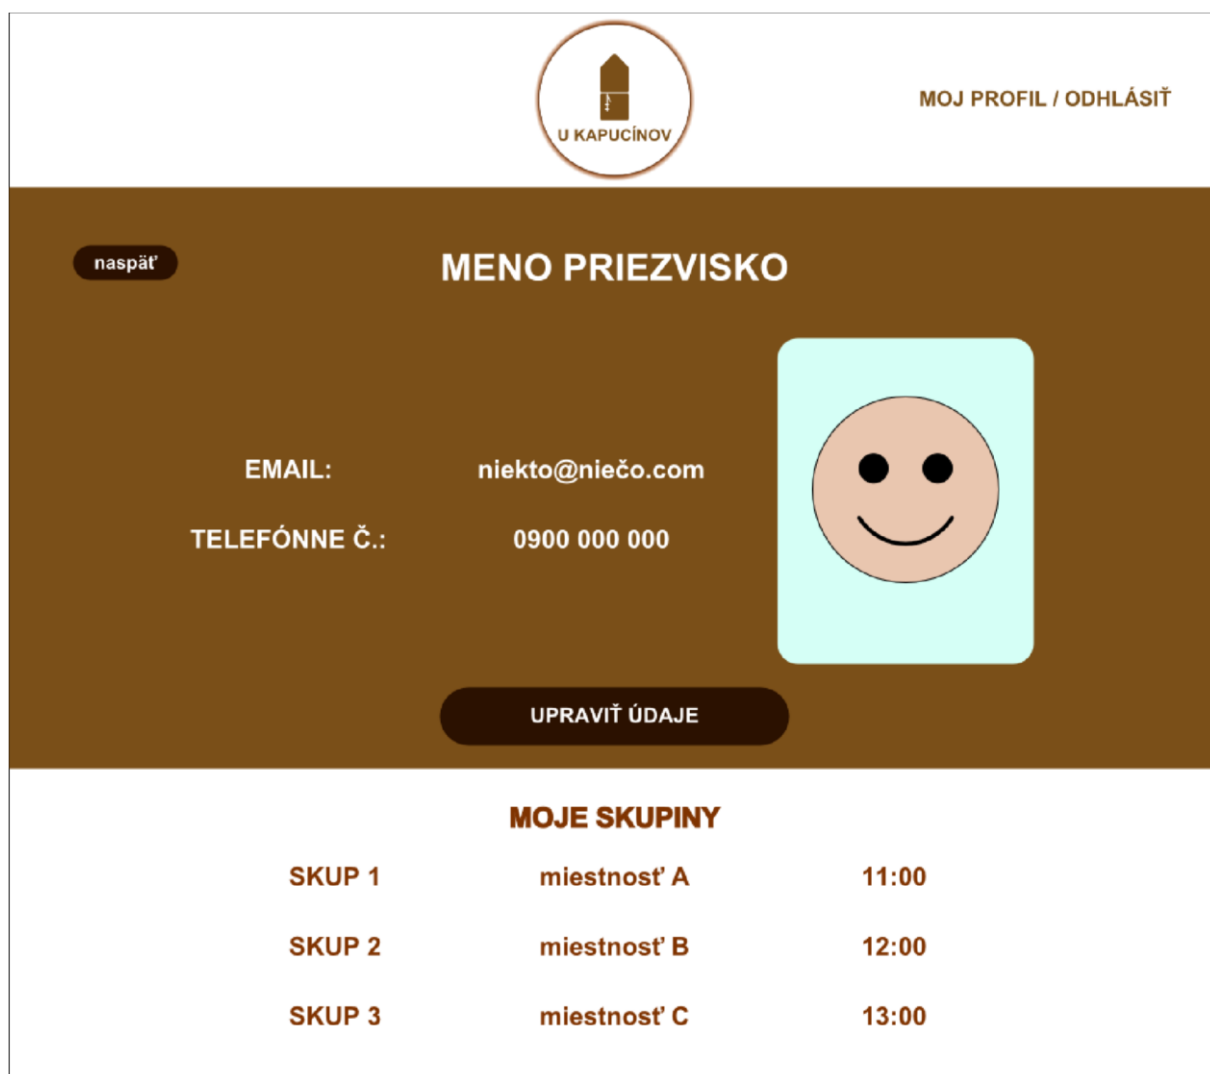 U KAPUCÍNOV
MOJ PROFIL / ODHLÁSIŤ
naspäť
MENO PRIEZVISKO
EMAIL: niekto@niečo.com
TELEFÓNNE Č.: 0900 000 000
UPRAVIŤ ÚDAJE
MOJE SKUPINY
SKUP 1 miestnosť A 11:00
SKUP 2 miestnosť B 12:00
SKUP 3 miestnosť C 13:00